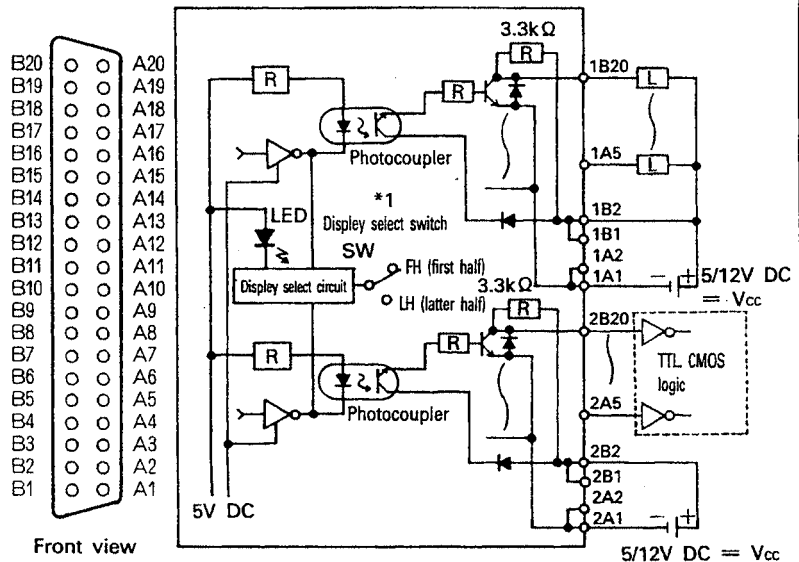 B20 A20
B19 A19
B18 A18
B17 A17
B16 A16
B15 A15
B14 A14
B13 A13
B12 A12
B11 A11
B10 A10
B9 A9
B8 A8
B7 A7
B6 A6
B5 A5
B4 A4
B3 A3
B2 A2
B1 A1
Front view
3.3kΩ
R
R
R
1B20
L
Photocoupler
1A5
L
*1
Display select switch
1B2
1B1
LED
SW
1A2
FH (first half)
1A1
− + 5/12V DC
= Vcc
Display select circuit
LH (latter half)
3.3kΩ
R
R
R
2B20
TTL. CMOS
logic
Photocoupler
2A5
2B2
2B1
2A2
2A1
− +
5V DC
5/12V DC = Vcc